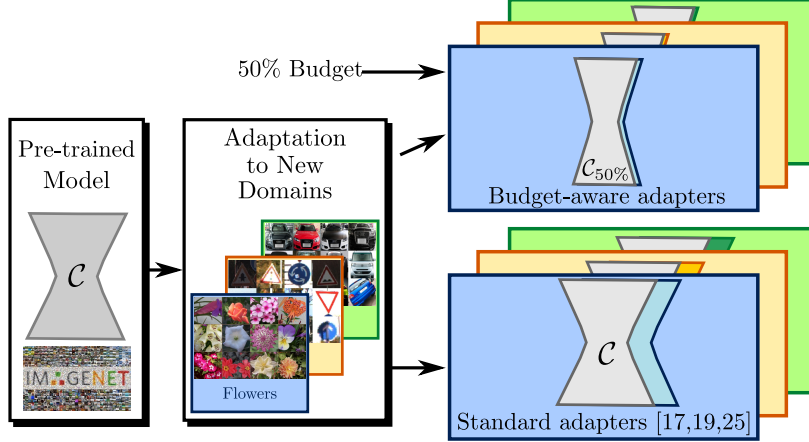 50% Budget
Pre-trained
Model
C
IMAGENET
Adaptation
to New
Domains
Flowers
C50%
Budget-aware adapters
C
Standard adapters [17,19,25]